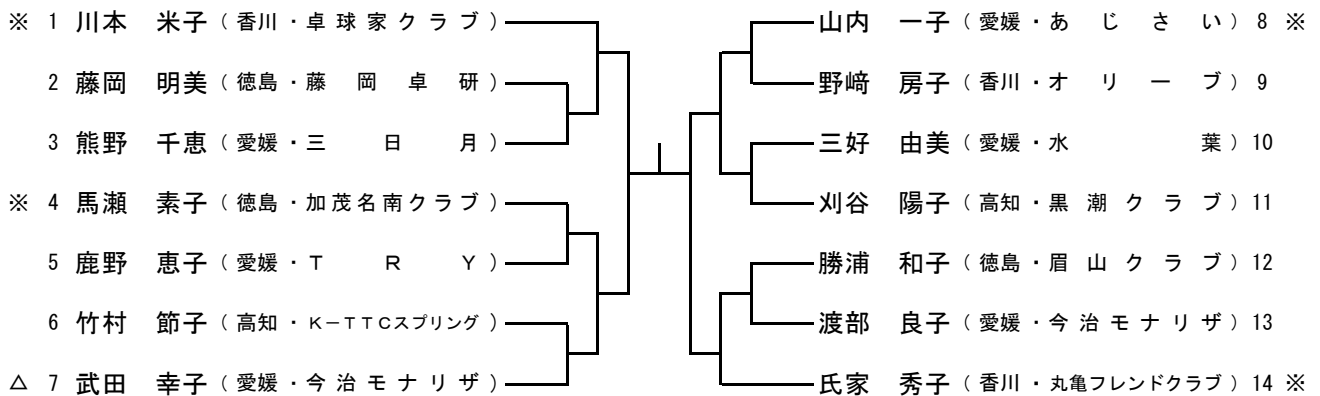 ※ 1 川本 米子 (香川・卓球家クラブ)
2 藤岡 明美 (徳島・藤岡卓研)
3 熊野 千恵 (愛媛・三日月)
※ 4 馬瀬 素子 (徳島・加茂名南クラブ)
5 鹿野 恵子 (愛媛・TRY)
6 竹村 節子 (高知・K-TTCスプリング)
△ 7 武田 幸子 (愛媛・今治モナリザ)
山内 一子 (愛媛・あじさい) 8 ※
野﨑 房子 (香川・オリーブ) 9
三好 由美 (愛媛・水葉) 10
刈谷 陽子 (高知・黒潮クラブ) 11
勝浦 和子 (徳島・眉山クラブ) 12
渡部 良子 (愛媛・今治モナリザ) 13
氏家 秀子 (香川・丸亀フレンドクラブ) 14 ※